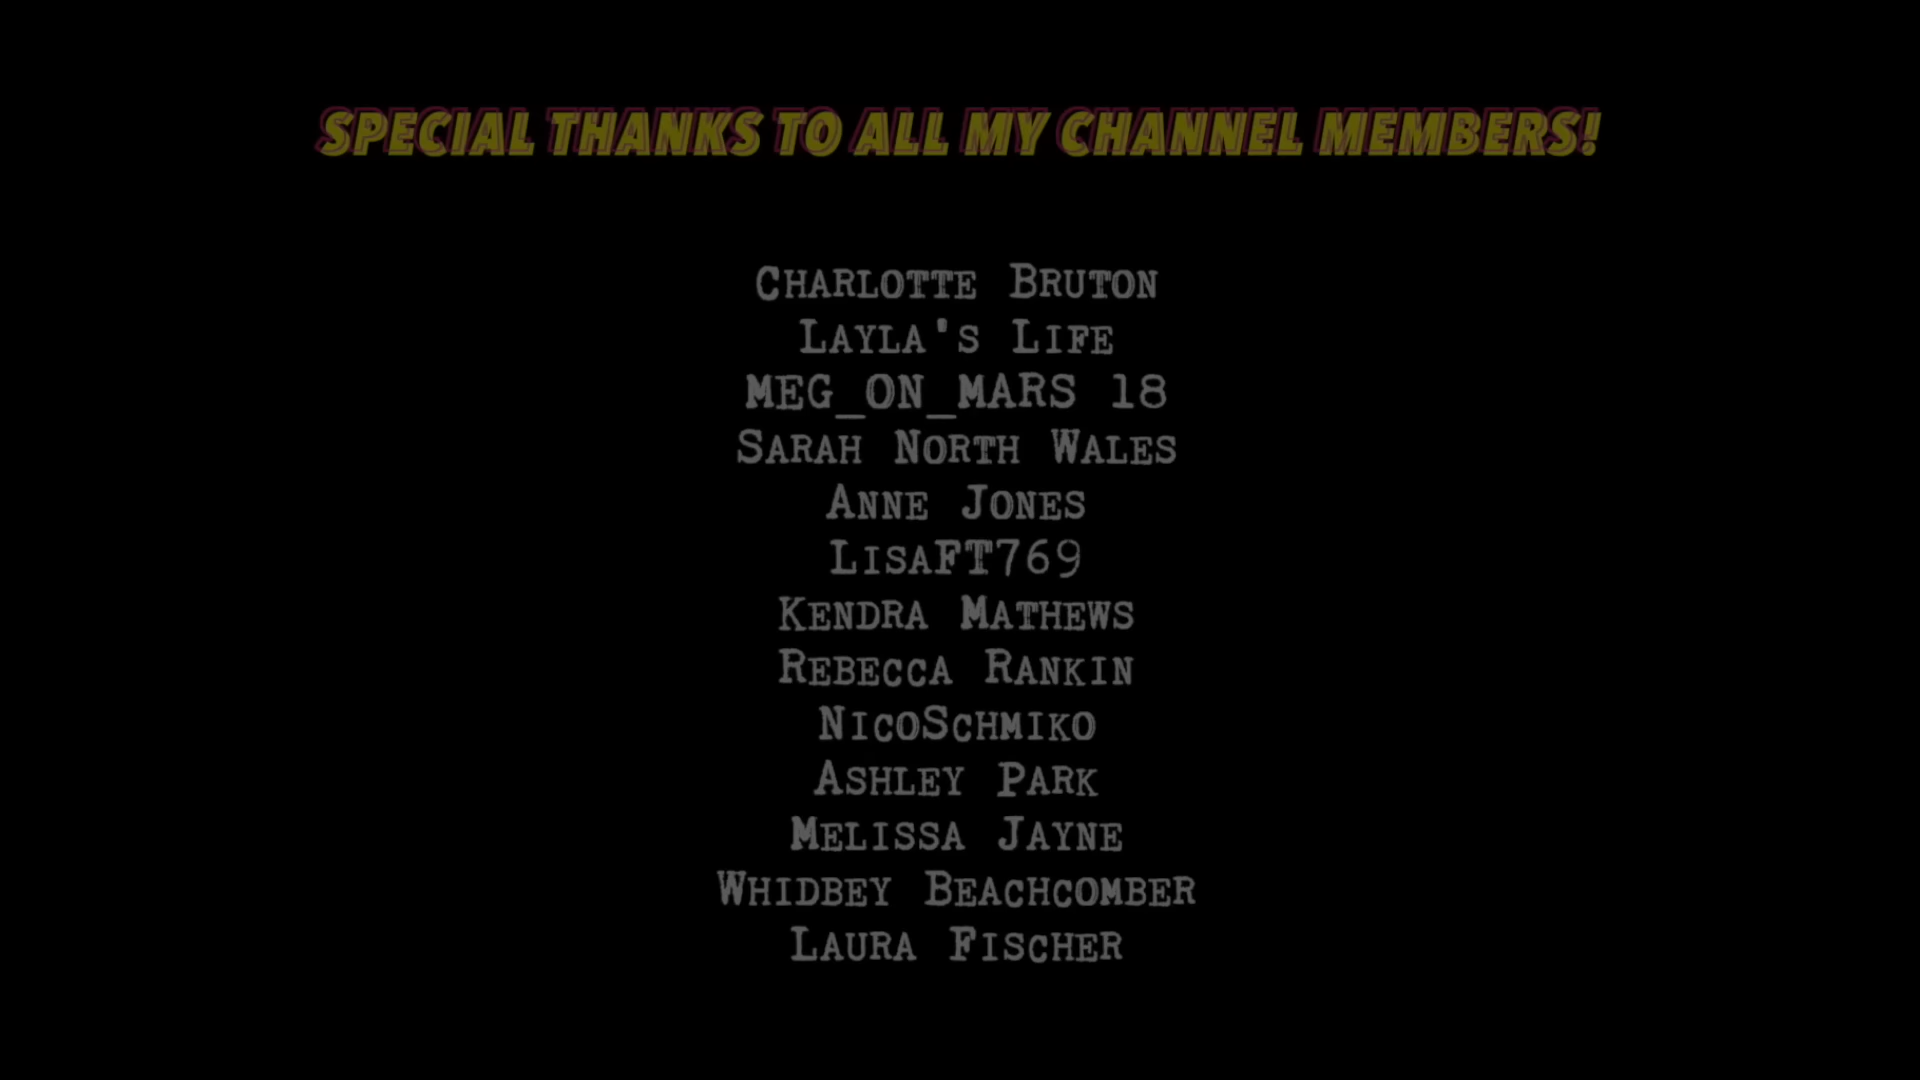 SPECIAL THANKS TO ALL MY CHANNEL MEMBERS!
Charlotte Bruton
Layla's Life
MEG_ON_MARS 18
Sarah North Wales
Anne Jones
LisaFT769
Kendra Mathews
Rebecca Rankin
NicoSchmiko
Ashley Park
Melissa Jayne
Whidbey Beachcomber
Laura Fischer